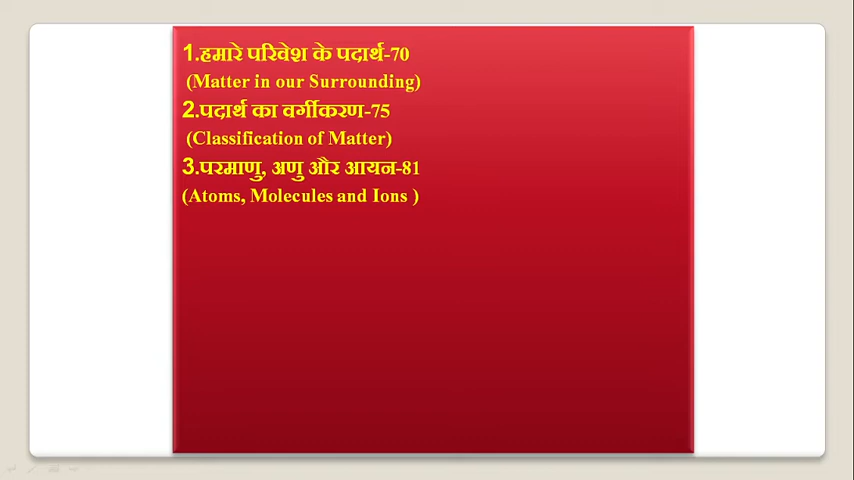 1.हमारे परिवेश के पदार्थ-70
(Matter in our Surrounding)
2.पदार्थ का वर्गीकरण-75
(Classification of Matter)
3.परमाणु, अणु और आयन-81
(Atoms, Molecules and Ions )